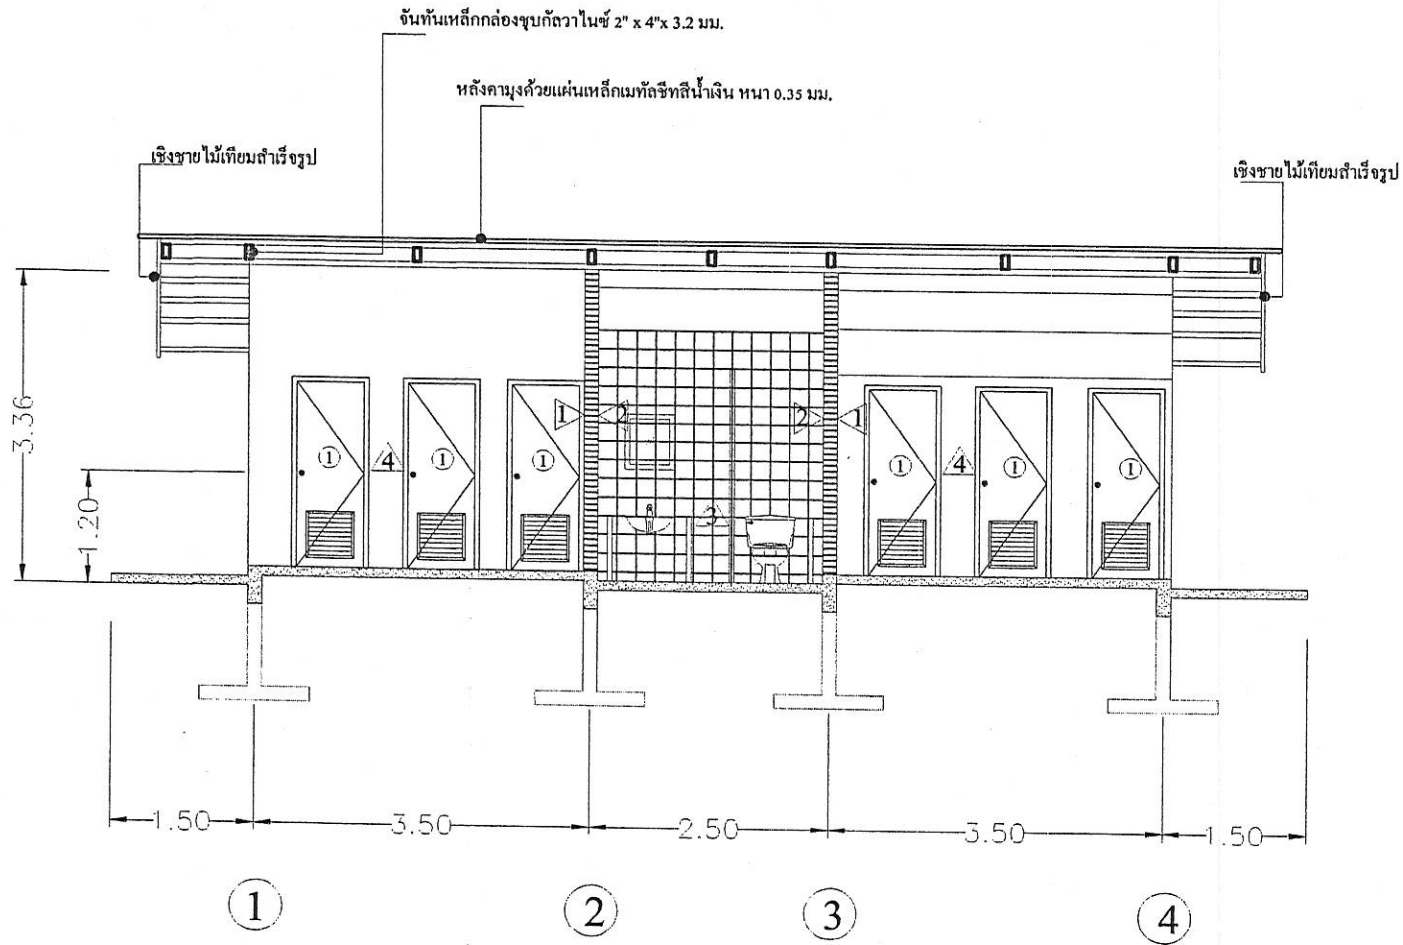 จันทันเหล็กกล่องชุบกัลวาไนซ์ 2" x 4"x 3.2 มม.
หลังคามุงด้วยแผ่นเหล็กเมทัลชีทสีน้ำเงิน หนา 0.35 มม.
เชิงชายไม้เทียมสำเร็จรูป
เชิงชายไม้เทียมสำเร็จรูป
3.36
1.20
1 2 2 1
1 4 1 1 1 4 1 1
3
1.50 3.50 2.50 3.50 1.50
1 2 3 4